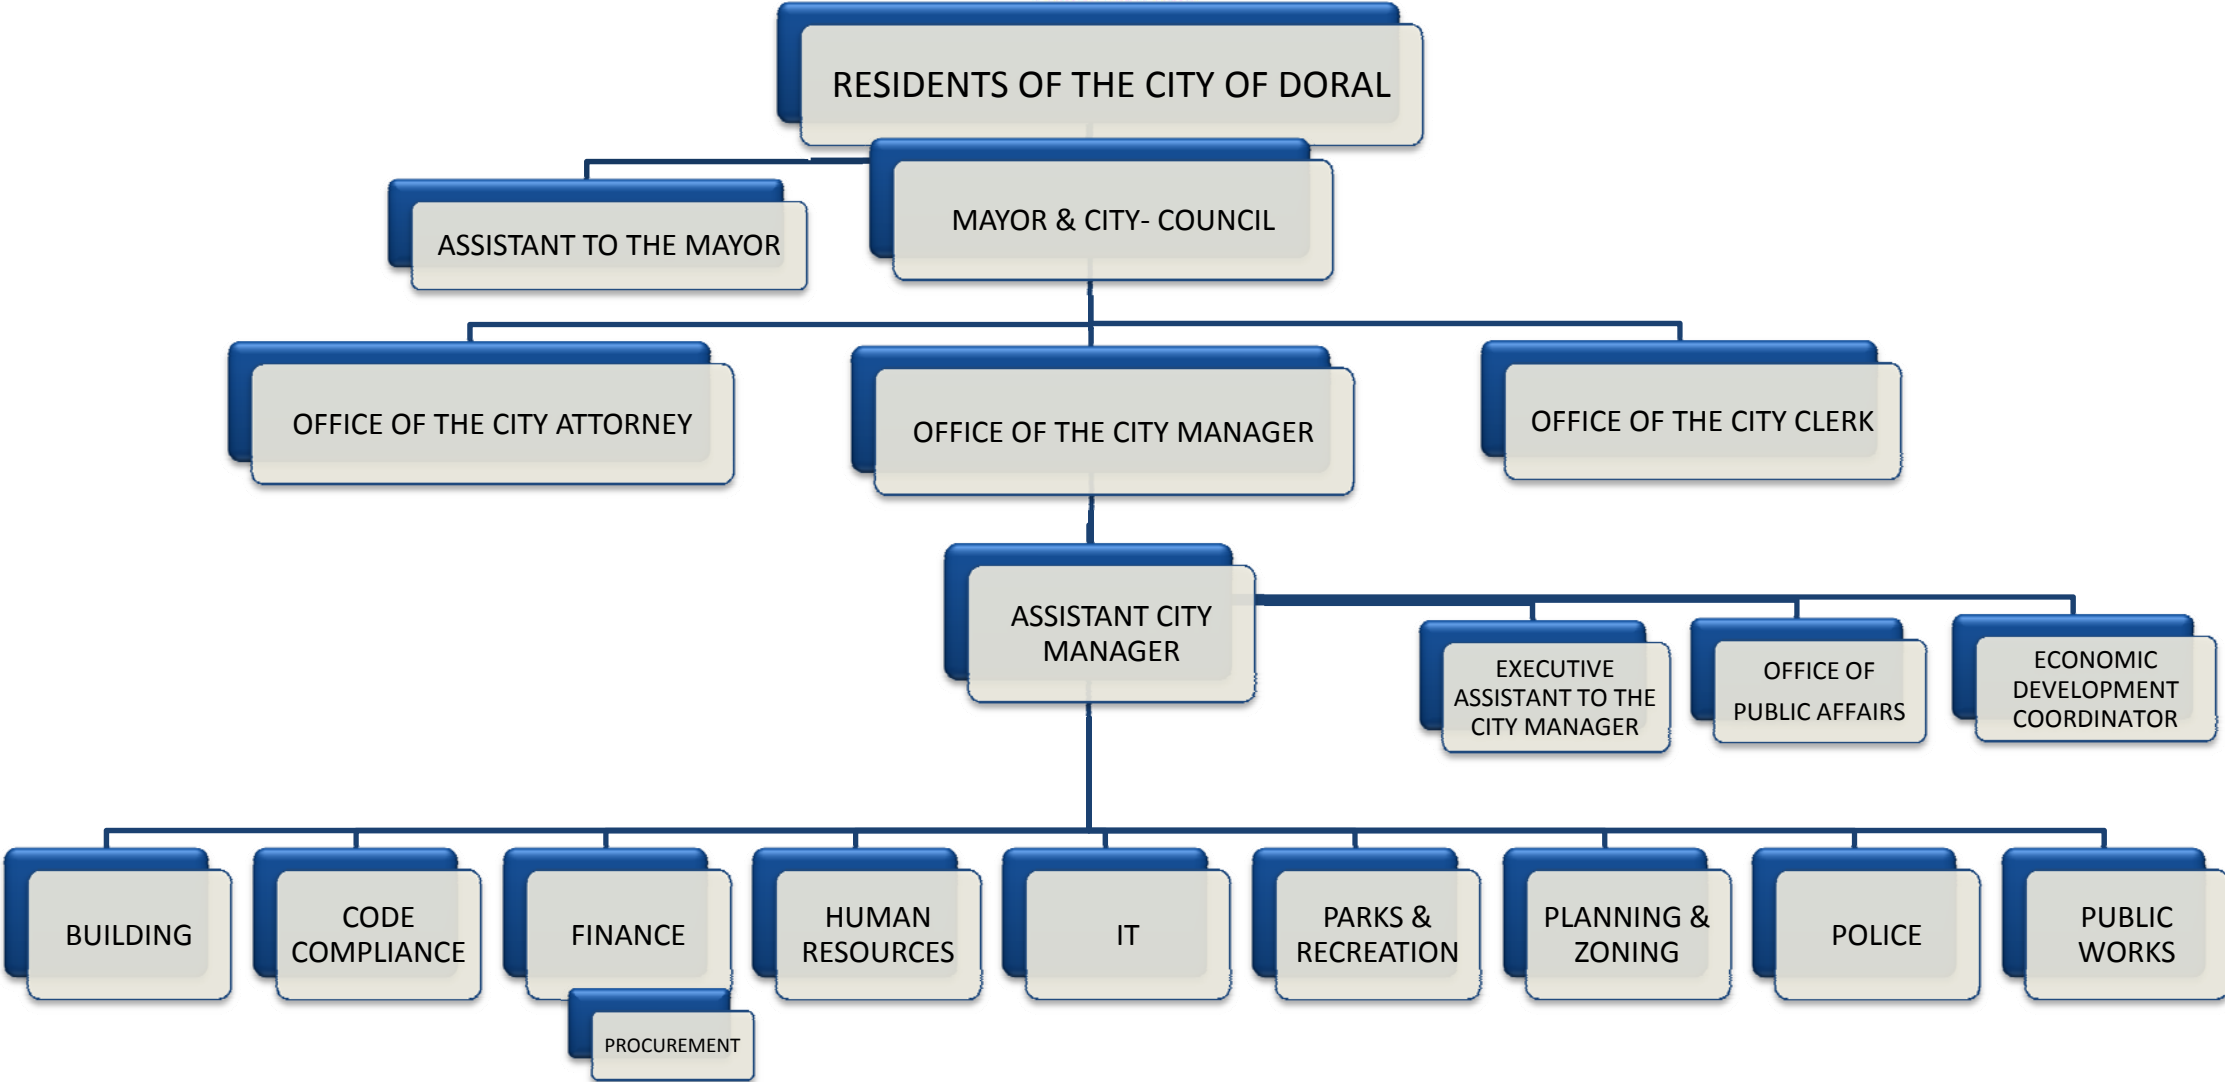 RESIDENTS OF THE CITY OF DORAL
ASSISTANT TO THE MAYOR
MAYOR & CITY- COUNCIL
OFFICE OF THE CITY ATTORNEY
OFFICE OF THE CITY MANAGER
OFFICE OF THE CITY CLERK
ASSISTANT CITY
MANAGER
EXECUTIVE
ASSISTANT TO THE
CITY MANAGER
OFFICE OF
PUBLIC AFFAIRS
ECONOMIC
DEVELOPMENT
COORDINATOR
BUILDING
CODE
COMPLIANCE
FINANCE
HUMAN
RESOURCES
IT
PARKS &
RECREATION
PLANNING &
ZONING
POLICE
PUBLIC
WORKS
PROCUREMENT